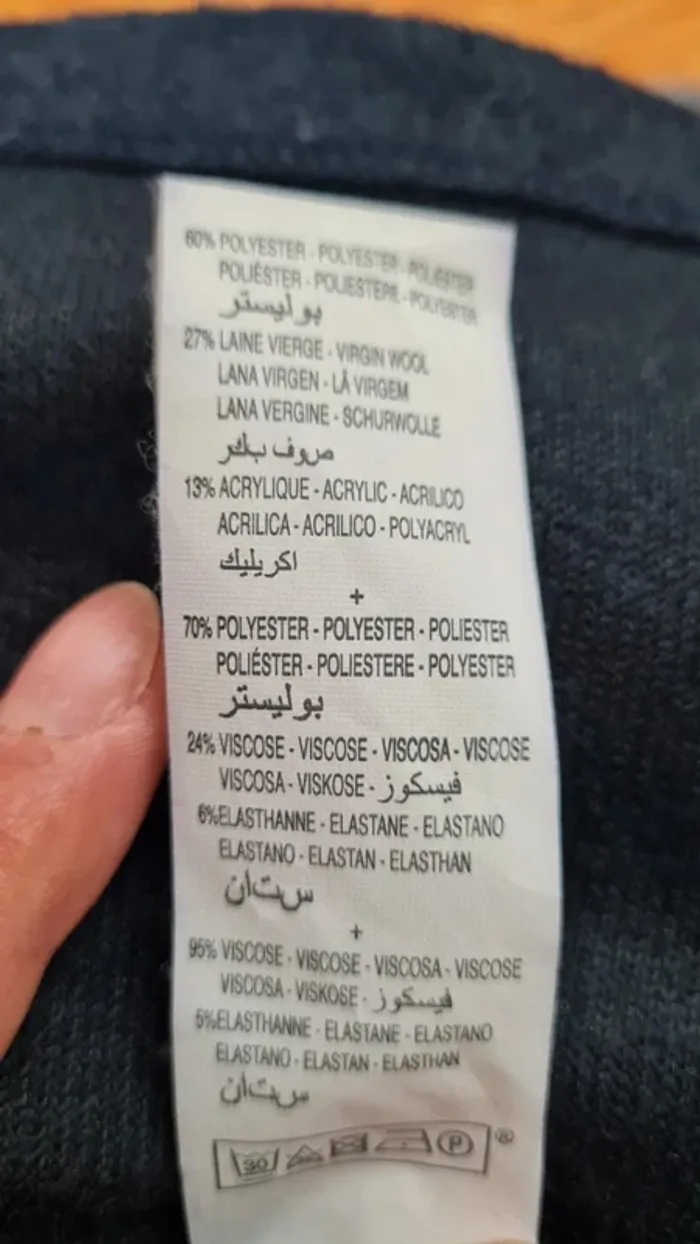 60% POLYESTER - POLYESTER - POLIESTER
POLIÉSTER - POLIESTERE - POLYESTER
بوليستر
27% LAINE VIERGE - VIRGIN WOOL
LANA VIRGEN - LÃ VIRGEM
LANA VERGINE - SCHURWOLLE
صوف بكر
13% ACRYLIQUE - ACRYLIC - ACRILICO
ACRILICA - ACRILICO - POLYACRYL
اكريليك
+
70% POLYESTER - POLYESTER - POLIESTER
POLIÉSTER - POLIESTERE - POLYESTER
بوليستر
24% VISCOSE - VISCOSE - VISCOSA - VISCOSE
VISCOSA - VISKOSE - فيسكوز
6% ELASTHANNE - ELASTANE - ELASTANO
ELASTANO - ELASTAN - ELASTHAN
ستان
+
95% VISCOSE - VISCOSE - VISCOSA - VISCOSE
VISCOSA - VISKOSE - فيسكوز
5% ELASTHANNE - ELASTANE - ELASTANO
ELASTANO - ELASTAN - ELASTHAN
ستان
30 P ®